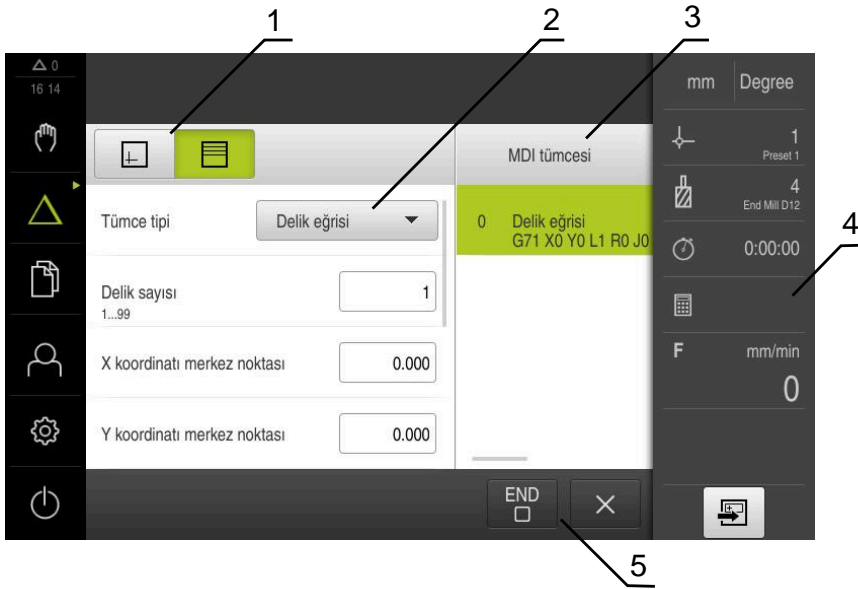 1
2
3
0
16 14
mm Degree
1
Preset 1
MDI tümcesi
4
End Mill D12
Tümce tipi
Delik eğrisi
0 Delik eğrisi
G71 X0 Y0 L1 R0 J0
4
0:00:00
Delik sayısı
1...99
1
X koordinatı merkez noktası
0.000
F mm/min
0
Y koordinatı merkez noktası
0.000
END
5